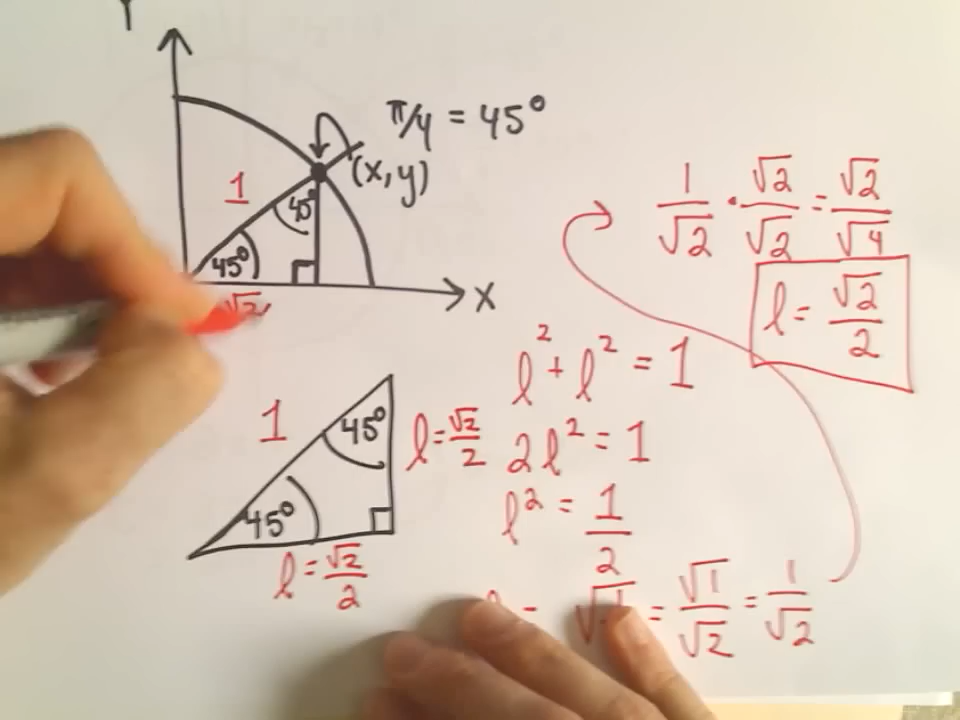 Y
π/4 = 45°
(x,y)
1
45°
45°
X
√2/
1/√2 · √2/√2 = √2/√4
l = √2/2
1
45°
45°
l = √2/2
l = √2/2
l² + l² = 1
2l² = 1
l² = 1/2
= √1/√2 = 1/√2